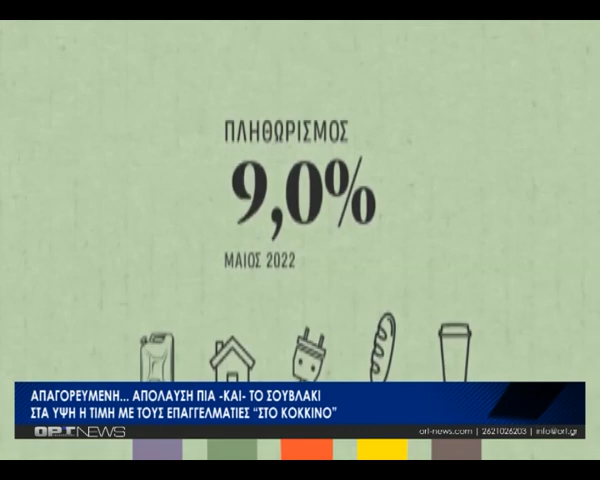 ΠΛΗΘΩΡΙΣΜΟΣ
9,0%
ΜΑΙΟΣ 2022
ΑΠΑΓΟΡΕΥΜΕΝΗ... ΑΠΟΛΑΥΣΗ ΠΙΑ -ΚΑΙ- ΤΟ ΣΟΥΒΛΑΚΙ
ΣΤΑ ΥΨΗ Η ΤΙΜΗ ΜΕ ΤΟΥΣ ΕΠΑΓΓΕΛΜΑΤΙΕΣ “ΣΤΟ ΚΟΚΚΙΝΟ”
ORT NEWS
ort-news.com | 2621026203 | info@ort.gr